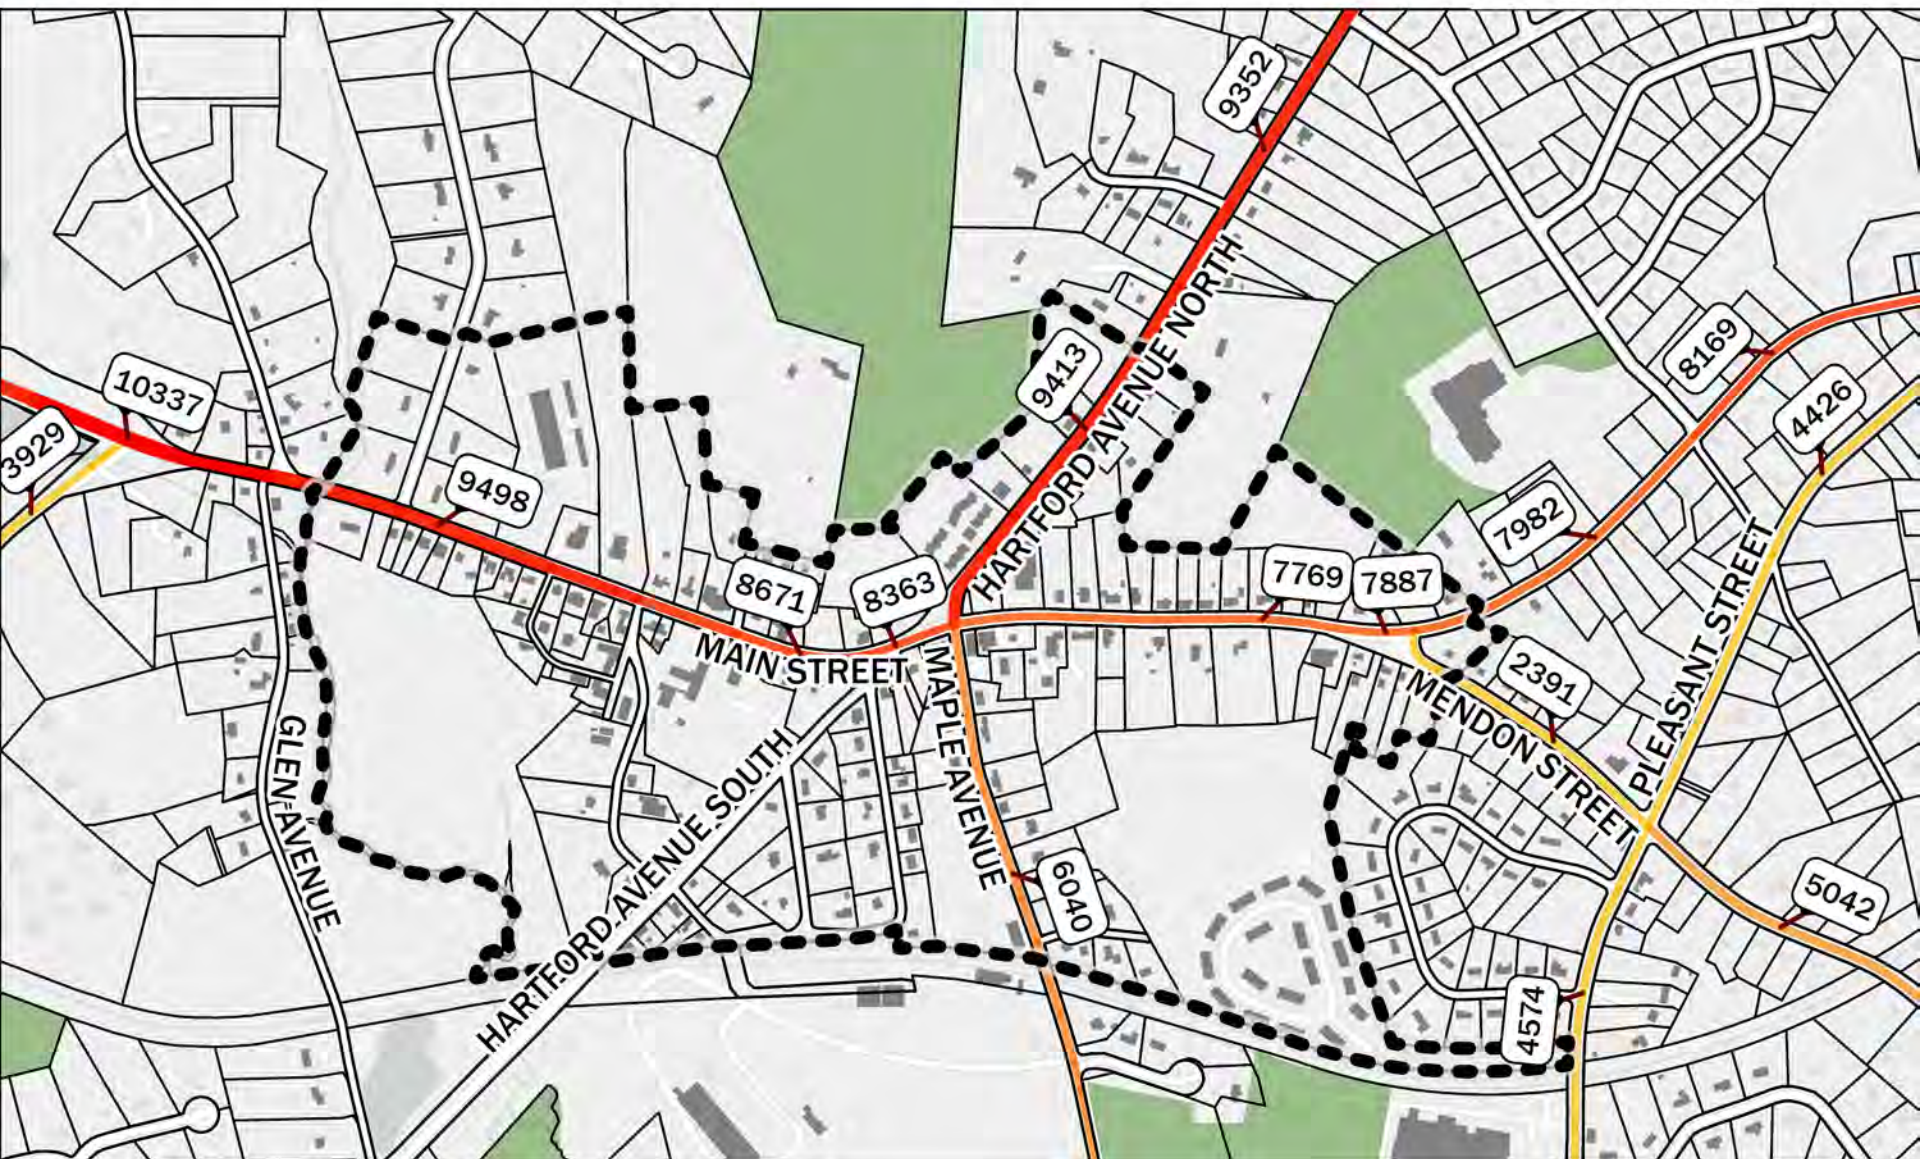 9352
8169
10337
9413
4426
3929
9498
HARTFORD AVENUE NORTH
7982
8671
8363
7769
7887
MAIN STREET
PLEASANT STREET
2391
MENDON STREET
MAPLE AVENUE
GLEN AVENUE
HARTFORD AVENUE SOUTH
6040
5042
4574